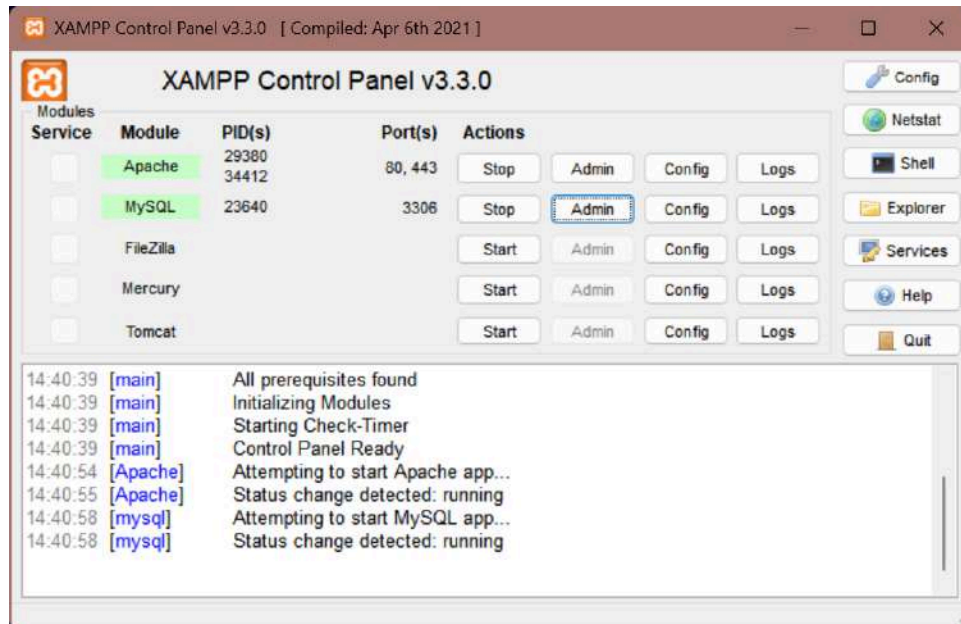 XAMPP Control Panel v3.3.0 [ Compiled: Apr 6th 2021 ]
XAMPP Control Panel v3.3.0
Config
Modules
Service Module PID(s) Port(s) Actions
Netstat
Apache 29380 34412 80, 443 Stop Admin Config Logs
Shell
MySQL 23640 3306 Stop Admin Config Logs
Explorer
FileZilla Start Admin Config Logs
Services
Mercury Start Admin Config Logs
Help
Tomcat Start Admin Config Logs
Quit
14:40:39 [main] All prerequisites found
14:40:39 [main] Initializing Modules
14:40:39 [main] Starting Check-Timer
14:40:39 [main] Control Panel Ready
14:40:54 [Apache] Attempting to start Apache app...
14:40:55 [Apache] Status change detected: running
14:40:58 [mysql] Attempting to start MySQL app...
14:40:58 [mysql] Status change detected: running